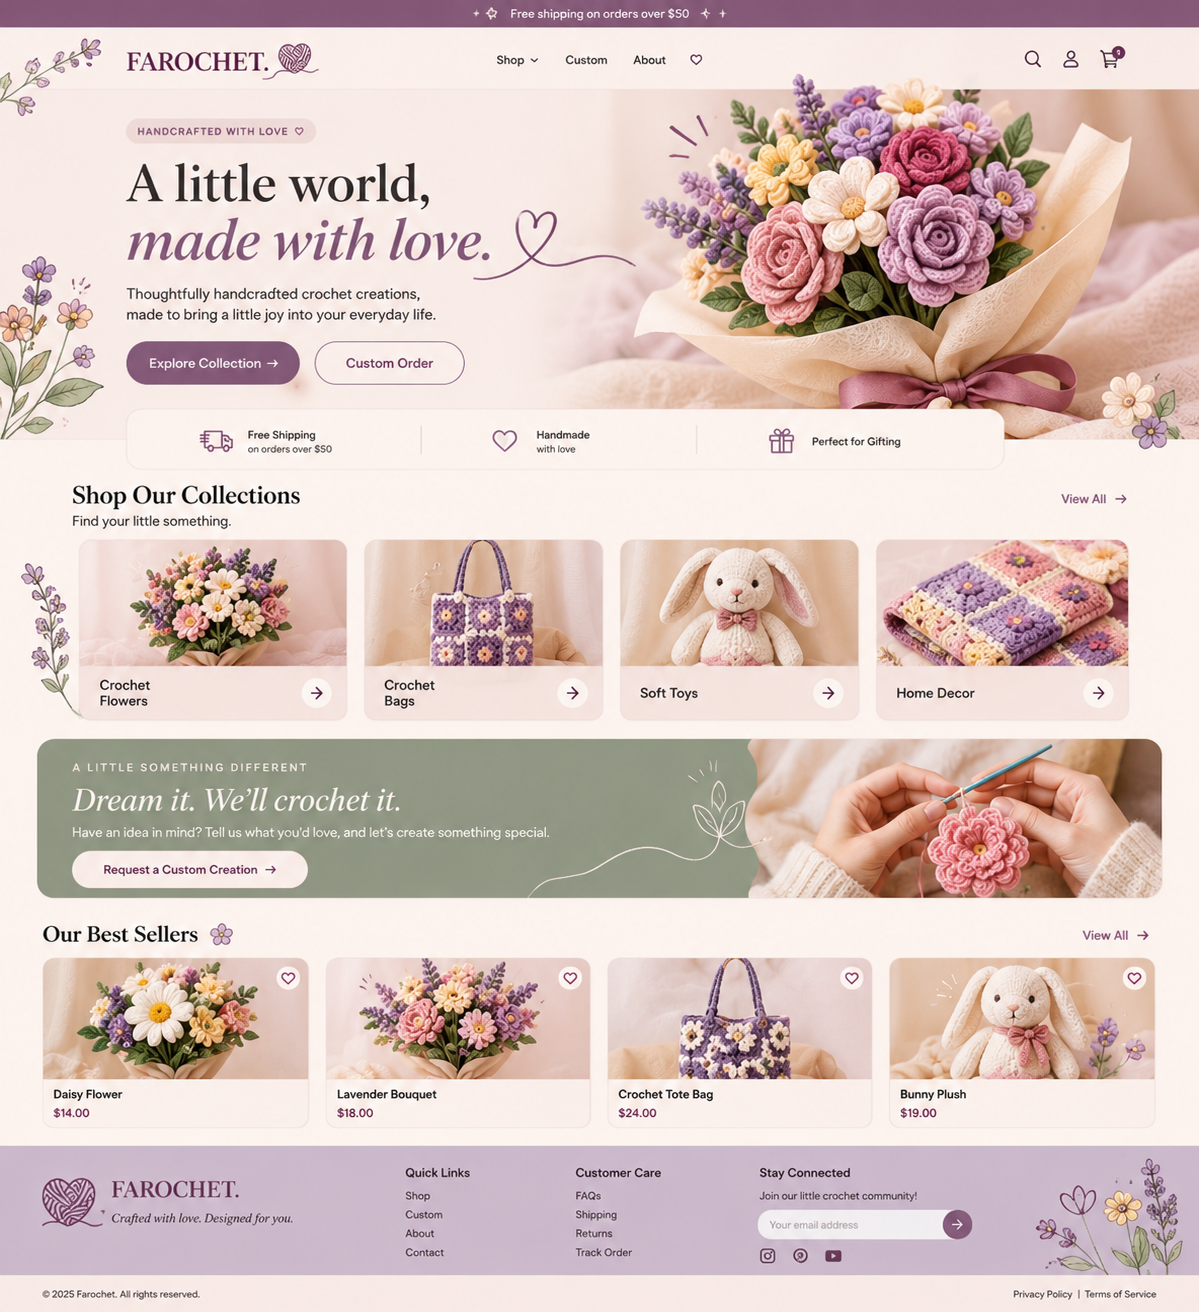 Free shipping on orders over $50
FAROCHET.
Shop
Custom
About
HANDCRAFTED WITH LOVE
A little world,
made with love.
Thoughtfully handcradted crochet creations,
made to bring a little joy into your everyday life.
Explore Collection →
Custom Order
Free Shipping
on orders over $50
Handmade
with love
Perfect for Gifting
Shop Our Collections
View All →
Find your little something.
Crochet
Flowers
Crochet
Bags
Soft Toys
Home Decor
A LITTLE SOMETHING DIFFERENT
Dream it. We'll crochet it.
Have an idea in mind? Tell us what you'd love, and let's create something special.
Request a Custom Creation →
Our Best Sellers
View All →
Daisy Flower
$14.00
Lavender Bouquet
$18.00
Crochet Tote Bag
$24.00
Bunny Plush
$19.00
FAROCHET.
Crafted with love. Designed for you.
Quick Links
Shop
Custom
About
Contact
Customer Care
FAQs
Shipping
Returns
Track Order
Stay Connected
Join our little crochet community!
Your email address
© 2025 Farochet. All rights reserved.
Privacy Policy | Terms of Service